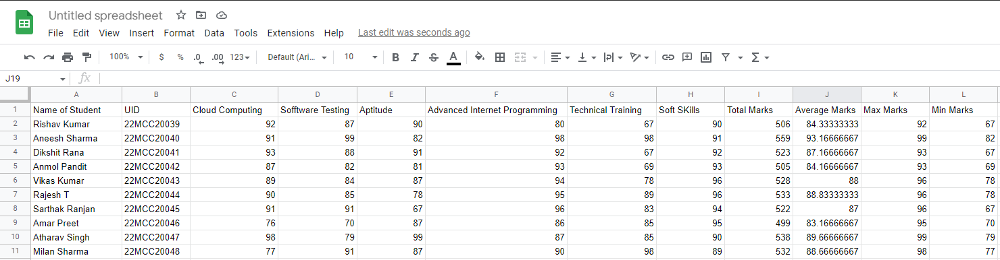 Untitled spreadsheet
File Edit View Insert Format Data Tools Extensions Help Last edit was seconds ago
100% $ % .0 .00 123 Default (Ari... 10 B I S A
J19 fx
A B C D E F G H I J K L
1 Name of Student UID Cloud Computing Sofftware Testing Aptitude Advanced Internet Programming Technical Training Soft SKills Total Marks Average Marks Max Marks Min Marks
2 Rishav Kumar 22MCC20039 92 87 90 80 67 90 506 84.33333333 92 67
3 Aneesh Sharma 22MCC20040 91 99 82 98 98 91 559 93.16666667 99 82
4 Dikshit Rana 22MCC20041 93 88 91 92 67 92 523 87.16666667 93 67
5 Anmol Pandit 22MCC20042 87 82 81 93 69 93 505 84.16666667 93 69
6 Vikas Kumar 22MCC20043 89 84 87 94 78 96 528 88 96 78
7 Rajesh T 22MCC20044 90 85 78 95 89 96 533 88.83333333 96 78
8 Sarthak Ranjan 22MCC20045 91 91 67 96 83 94 522 87 96 67
9 Amar Preet 22MCC20046 76 70 87 86 85 95 499 83.16666667 95 70
10 Atharav Singh 22MCC20047 98 79 99 87 85 90 538 89.66666667 99 79
11 Milan Sharma 22MCC20048 77 91 87 90 98 89 532 88.66666667 98 77